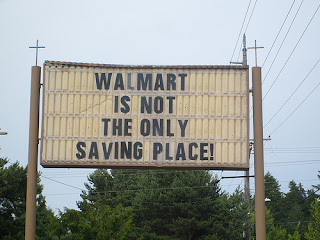 WALMART
IS NOT
THE ONLY
SAVING PLACE!